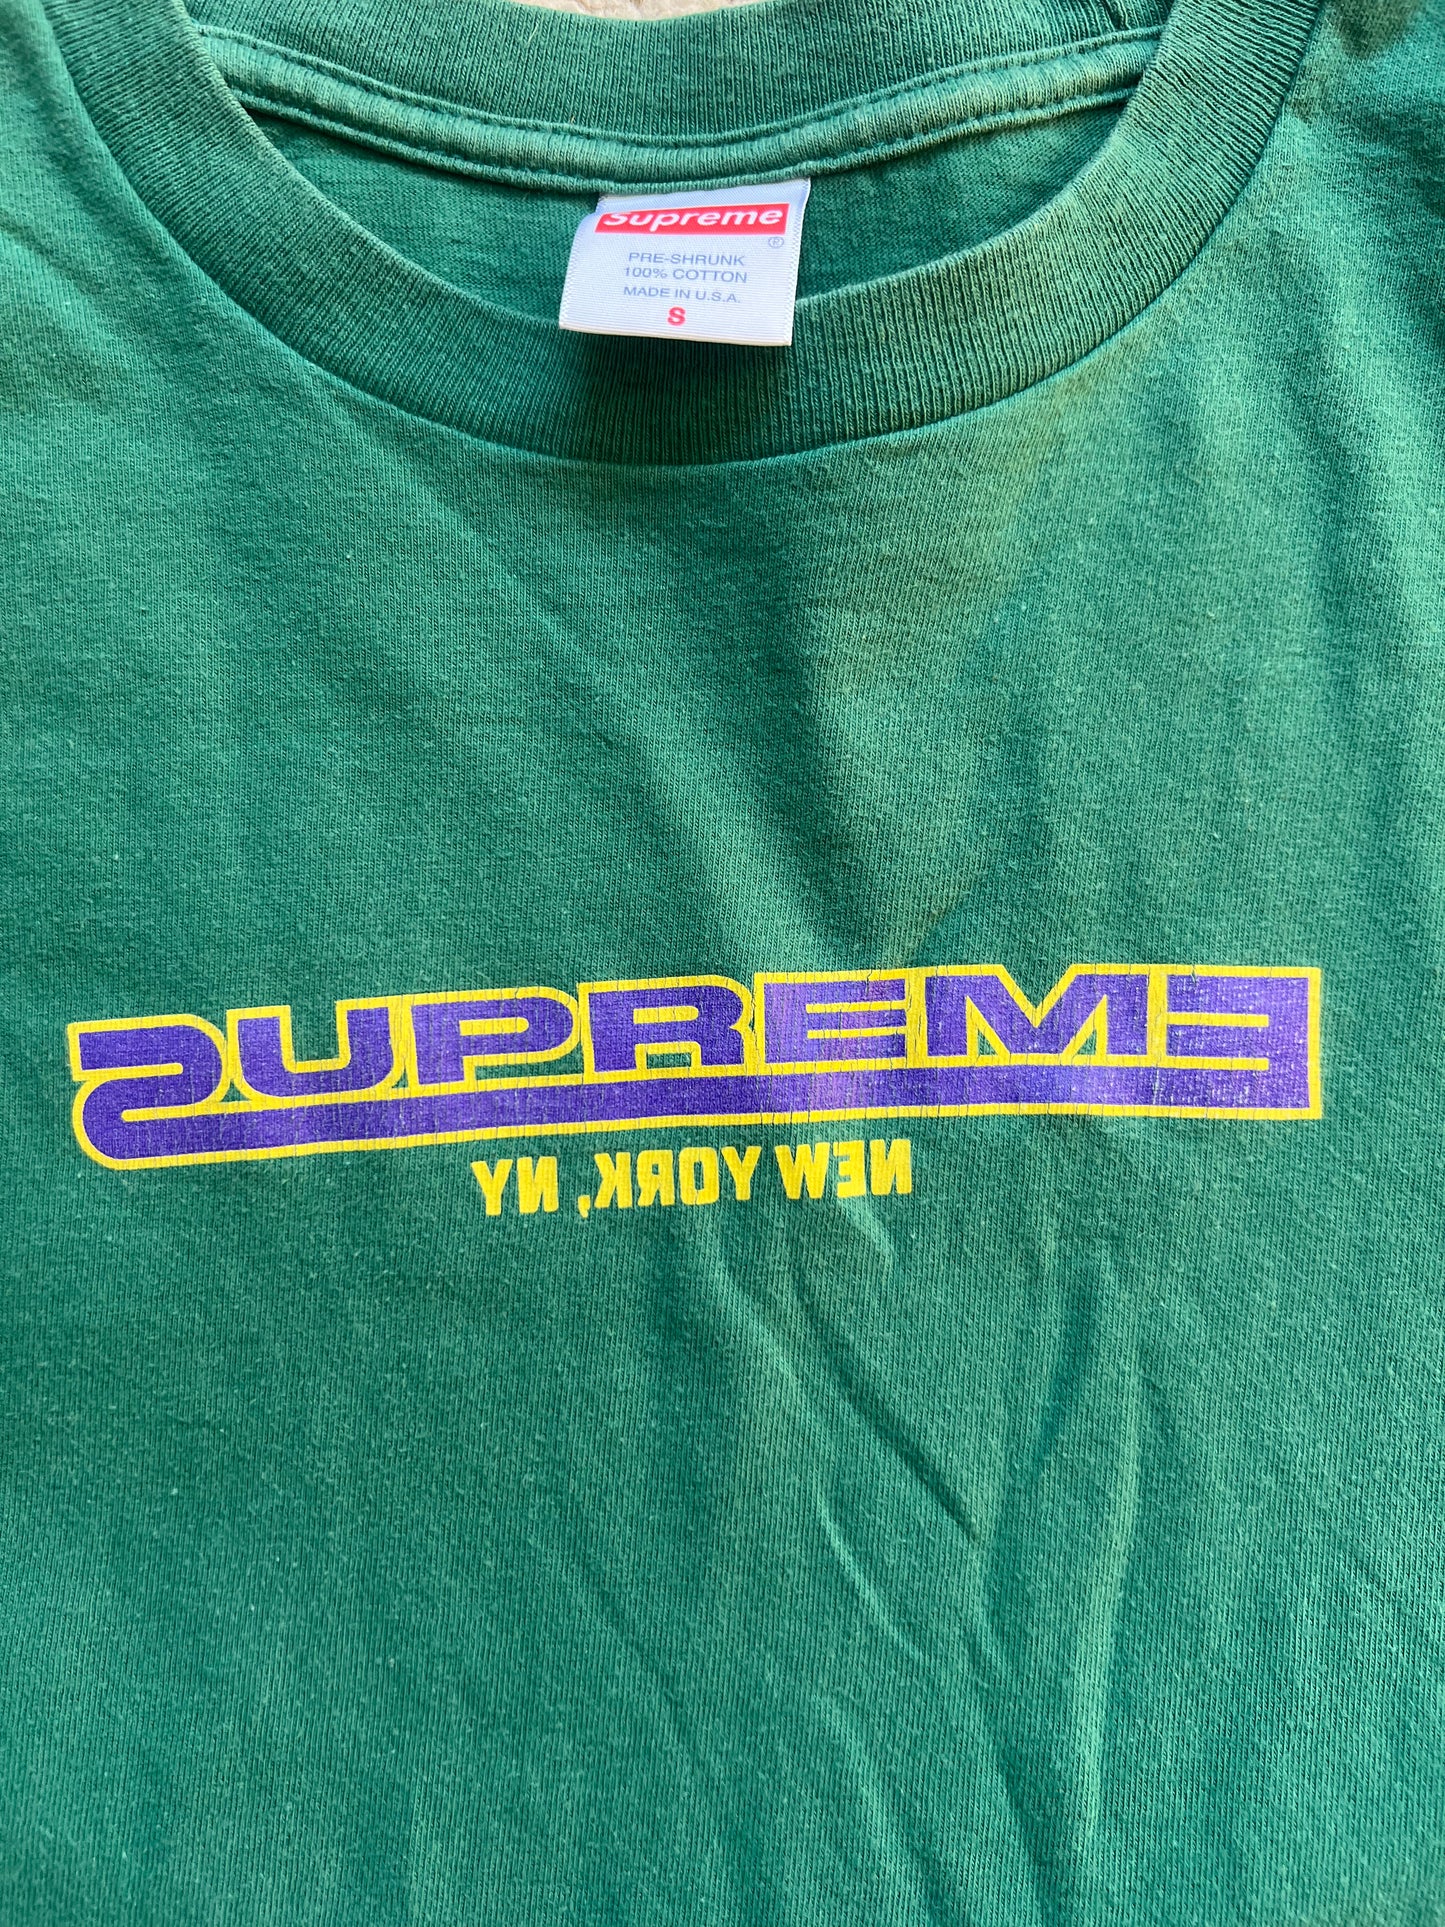 Supreme
®
PRE-SHRUNK
100% COTTON
MADE IN U.S.A.
S
SUPREME
NEW YORK, NY